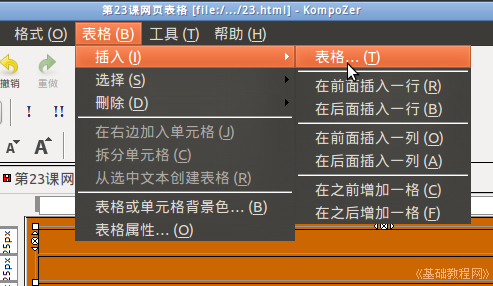 第23课网页表格 [file:/.../23.html] - KompoZer
格式 (O) 表格 (B) 工具 (T) 帮助 (H)
插入 (I)
选择 (S)
刪除 (D)
在右边加入单元格 (J)
拆分单元格 (C)
从选中文本创建表格 (R)
表格或单元格背景色... (B)
表格属性... (O)
表格... (T)
在前面插入一行 (R)
在后面插入一行 (B)
在前面插入一列 (O)
在后面插入一列 (A)
在之前增加一格 (C)
在之后增加一格 (F)
撤销 重做
! !!
A A
第23课网
25px
25px
《基础教程网》